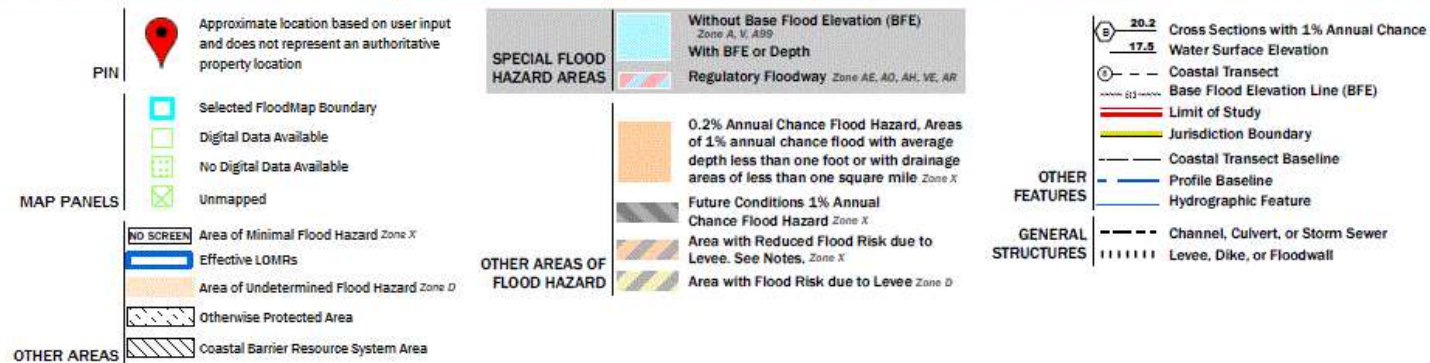 PIN
Approximate location based on user input
and does not represent an authoritative
property location
MAP PANELS
Selected FloodMap Boundary
Digital Data Available
No Digital Data Available
Unmapped
OTHER AREAS
NO SCREEN Area of Minimal Flood Hazard Zone X
Effective LOMRs
Area of Undetermined Flood Hazard Zone D
Otherwise Protected Area
Coastal Barrier Resource System Area
SPECIAL FLOOD
HAZARD AREAS
Without Base Flood Elevation (BFE)
Zone A, V, A99
With BFE or Depth
Regulatory Floodway Zone AE, AO, AH, VE, AR
OTHER AREAS OF
FLOOD HAZARD
0.2% Annual Chance Flood Hazard, Areas
of 1% annual chance flood with average
depth less than one foot or with drainage
areas of less than one square mile Zone X
Future Conditions 1% Annual
Chance Flood Hazard Zone X
Area with Reduced Flood Risk due to
Levee. See Notes. Zone X
Area with Flood Risk due to Levee Zone D
OTHER
FEATURES
B 20.2 Cross Sections with 1% Annual Chance
17.5 Water Surface Elevation
8 Coastal Transect
513 Base Flood Elevation Line (BFE)
Limit of Study
Jurisdiction Boundary
Coastal Transect Baseline
Profile Baseline
Hydrographic Feature
GENERAL
STRUCTURES
Channel, Culvert, or Storm Sewer
Levee, Dike, or Floodwall